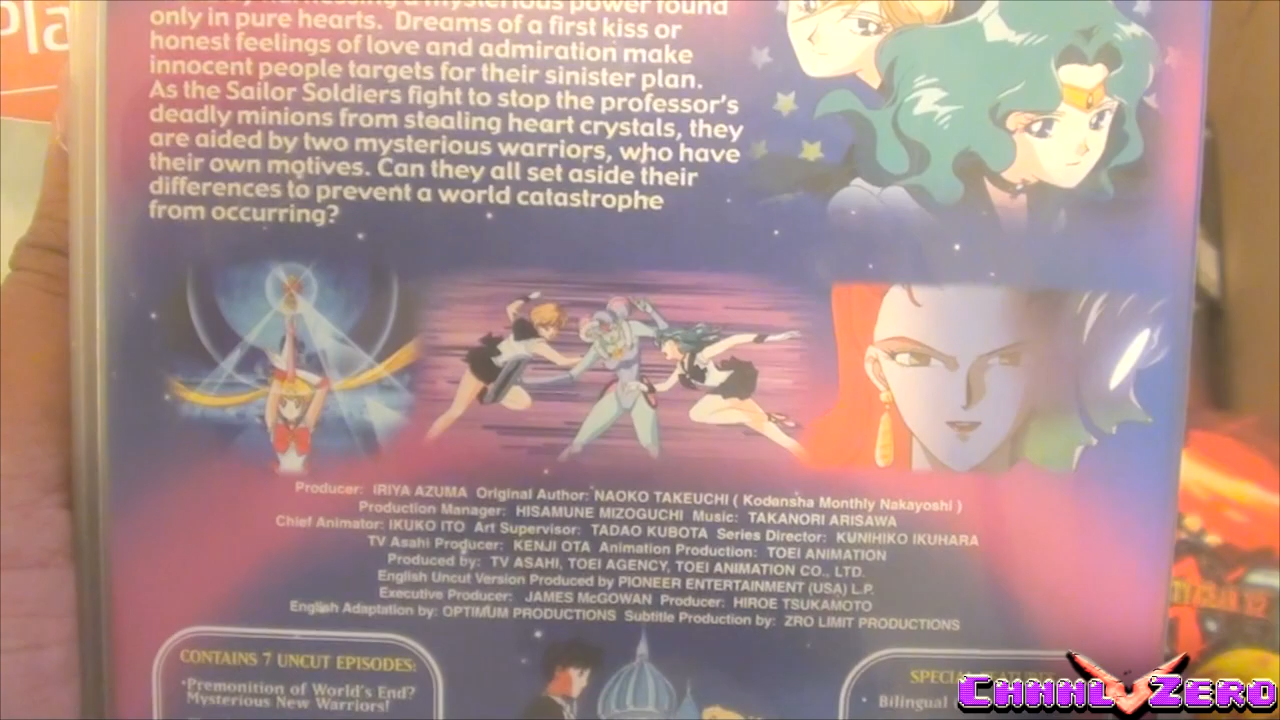 Pla
only in pure hearts. Dreams of a first kiss or
honest feelings of love and admiration make
innocent people targets for their sinister plan.
As the Sailor Soldiers fight to stop the professor's
deadly minions from stealing heart crystals, they
are aided by two mysterious warriors, who have
their own motives. Can they all set aside their
differences to prevent a world catastrophe
from occurring?
Producer: IRIYA AZUMA Original Author: NAOKO TAKEUCHI ( Kodansha Monthly Nakayoshi )
Production Manager: HISAMUNE MIZOGUCHI Music: TAKANORI ARISAWA
Chief Animator: IKUKO ITO Art Supervisor: TADAO KUBOTA Series Director: KUNIHIKO IKUHARA
TV Asahi Producer: KENJI OTA Animation Production: TOEI ANIMATION
Produced by: TV ASAHI, TOEI AGENCY, TOEI ANIMATION CO., LTD.
English Uncut Version Produced by PIONEER ENTERTAINMENT (USA) L.P.
Executive Producer: JAMES McGOWAN Producer: HIROE TSUKAMOTO
English Adaptation by: OPTIMUM PRODUCTIONS Subtitle Production by: ZRO LIMIT PRODUCTIONS
CONTAINS 7 UNCUT EPISODES:
•Premonition of World's End?
Mysterious New Warriors!
• Bilingual
CHNNL ZERO